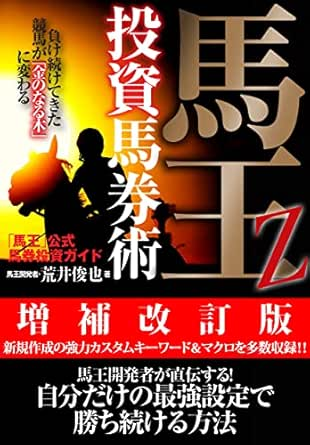 馬王Z
投資馬券術
負け続けてきた
競馬が「金のなる木」
に変わる
「馬王」公式
馬券投資ガイド
馬王開発者・荒井俊也 著
増補改訂版
新規作成の強力カスタムキーワード&マクロを多数収録!!
馬王開発者が直伝する!
自分だけの最強設定で
勝ち続ける方法